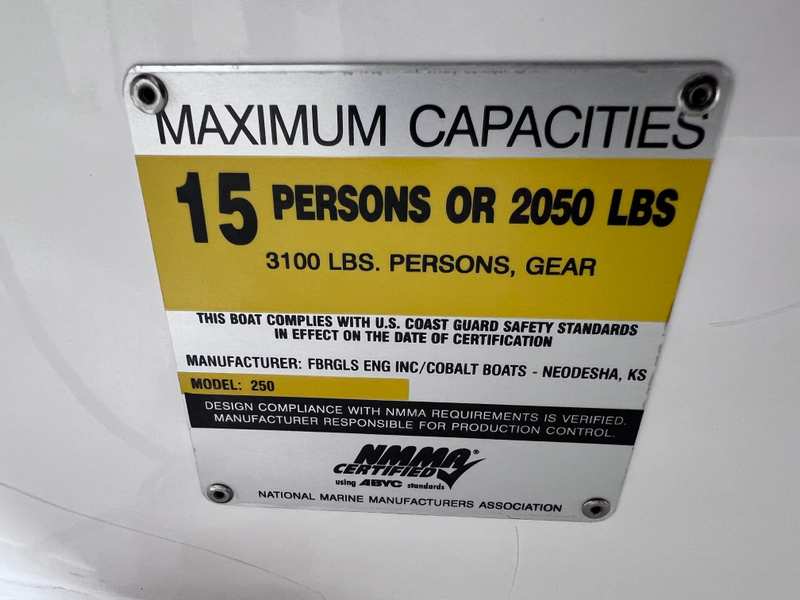 MAXIMUM CAPACITIES
15 PERSONS OR 2050 LBS
3100 LBS. PERSONS, GEAR
THIS BOAT COMPLIES WITH U.S. COAST GUARD SAFETY STANDARDS
IN EFFECT ON THE DATE OF CERTIFICATION
MANUFACTURER: FBRGLS ENG INC/COBALT BOATS - NEODESHA, KS
MODEL: 250
DESIGN COMPLIANCE WITH NMMA REQUIREMENTS IS VERIFIED.
MANUFACTURER RESPONSIBLE FOR PRODUCTION CONTROL.
NMMA®
CERTIFIED
using ABYC standards
NATIONAL MARINE MANUFACTURERS ASSOCIATION